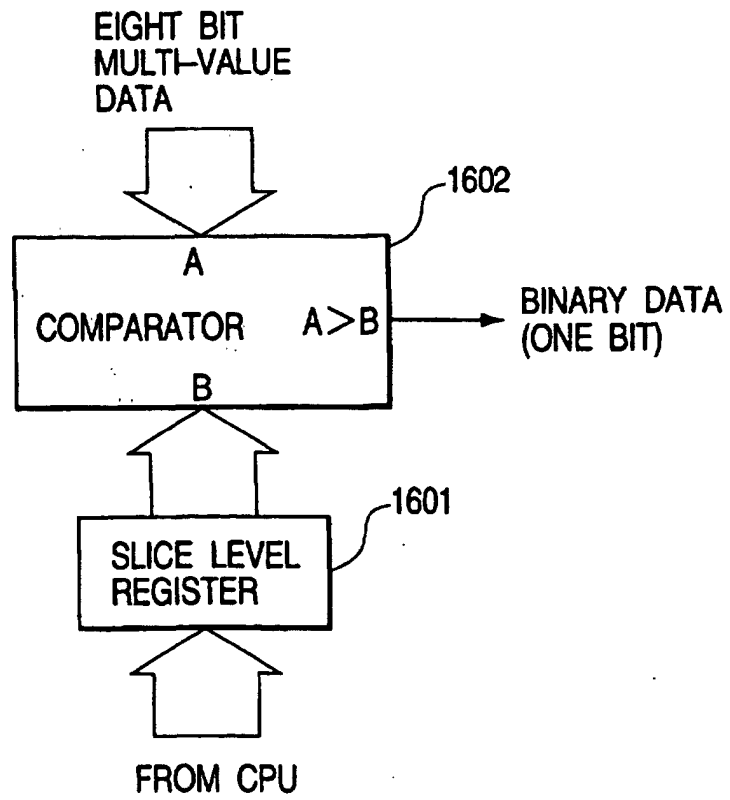 EIGHT BIT
MULTI-VALUE
DATA
1602
A
COMPARATOR
A>B
BINARY DATA
(ONE BIT)
B
1601
SLICE LEVEL
REGISTER
FROM CPU